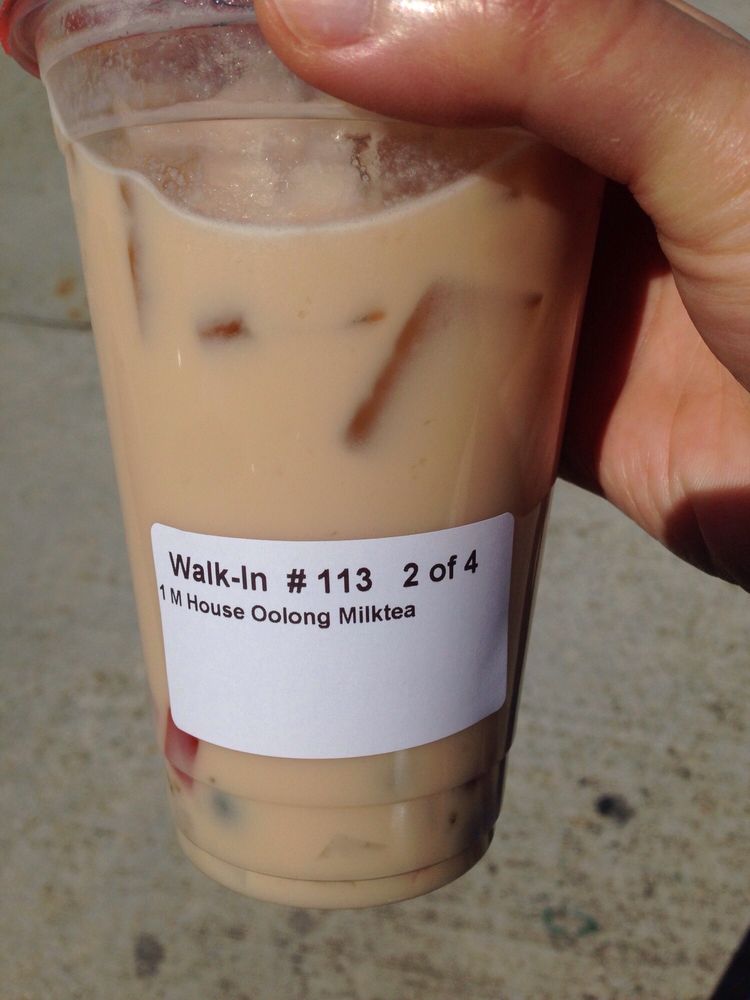 Walk-In # 113 2 of 4
1 M House Oolong Milktea